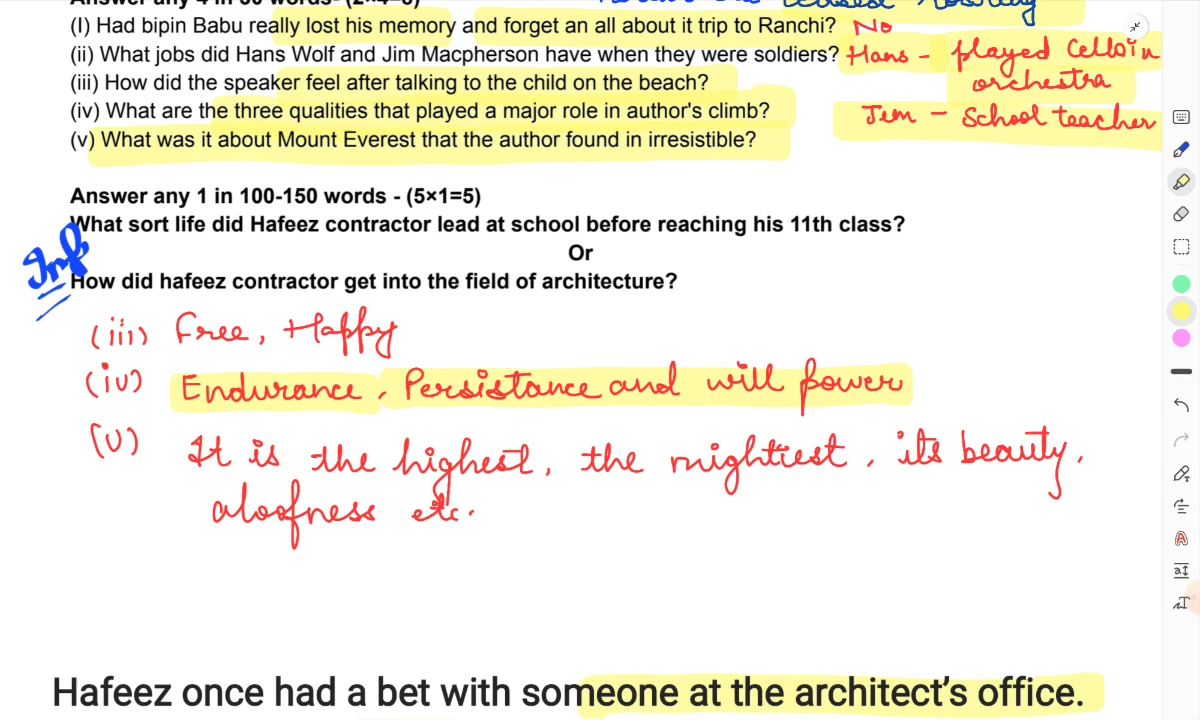 (I) Had bipin Babu really lost his memory and forget an all about it trip to Ranchi? No
(ii) What jobs did Hans Wolf and Jim Macpherson have when they were soldiers? Hans - played Cello in
orchestra
(iii) How did the speaker feel after talking to the child on the beach?
(iv) What are the three qualities that played a major role in author's climb?
Jem - School teacher
(v) What was it about Mount Everest that the author found in irresistible?
Answer any 1 in 100-150 words - (5×1=5)
What sort life did Hafeez contractor lead at school before reaching his 11th class?
Or
How did hafeez contractor get into the field of architecture?
(iii) Free, Happy
(iv) Endurance, Persistance and will power
(v) It is the highest, the mightiest, its beauty,
aloofness etc.
Hafeez once had a bet with someone at the architect's office.